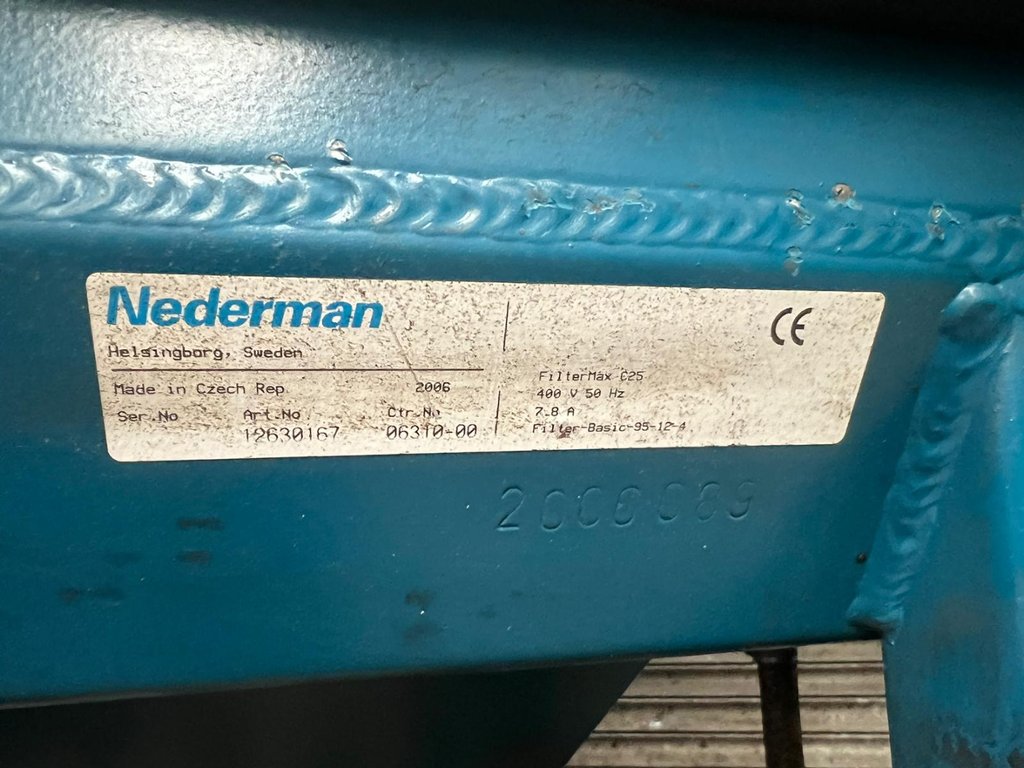 Nederman
Helsingborg, Sweden
Made in Czech Rep 2006
Ser.No Art.No. Ctr.No
12630167 06310-00
FilterMax C25
400 V 50 Hz
7.8 A
Filter-Basic-95-12-4
CE